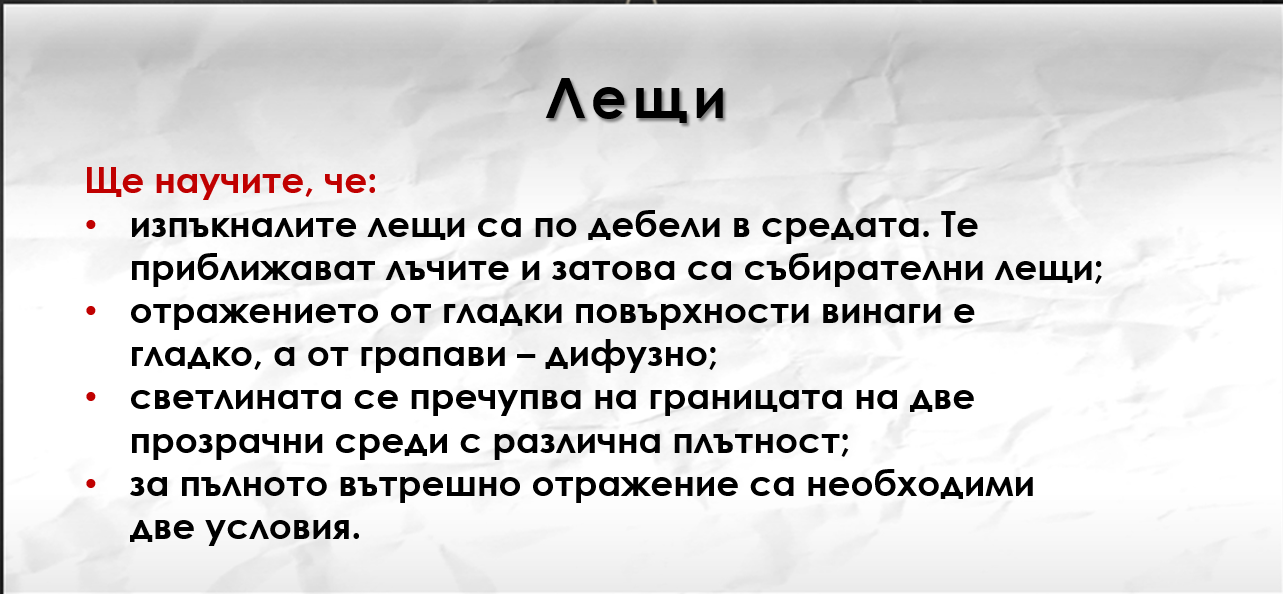 Лещи
Ще научите, че:
• изпъкналите лещи са по дебели в средата. Те
приближават лъчите и затова са събирателни лещи;
• отражението от гладки повърхности винаги е
гладко, а от грапави – дифузно;
• светлината се пречупва на границата на две
прозрачни среди с различна плътност;
• за пълното вътрешно отражение са необходими
две условия.